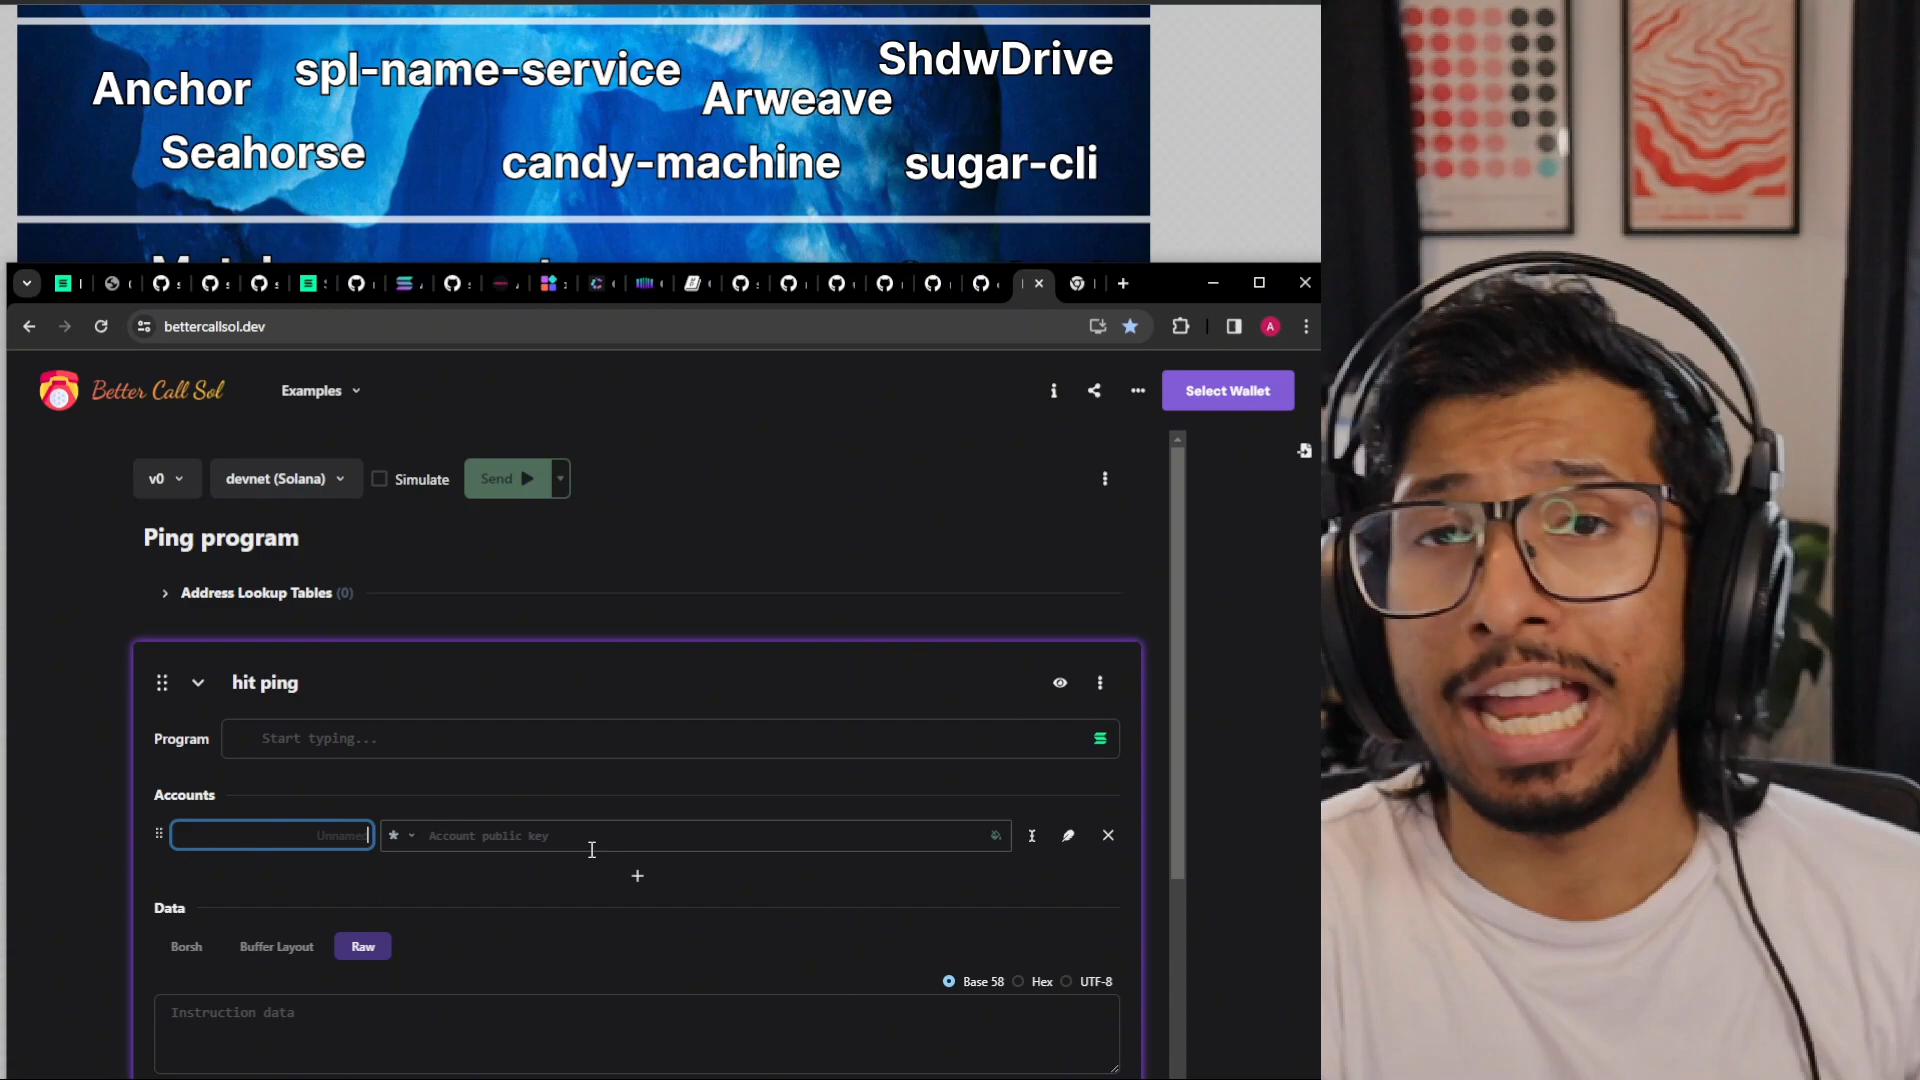 Anchor
spl-name-service
ShdwDrive
Arweave
Seahorse
candy-machine
sugar-cli
bettercallsol.dev
A
Better Call Sol
Examples
Select Wallet
v0
devnet (Solana)
Simulate
Send
Ping program
Address Lookup Tables (0)
hit ping
Program
Start typing...
Accounts
Unnamed
Account public key
Data
Borsh
Buffer Layout
Raw
Base 58
Hex
UTF-8
Instruction data